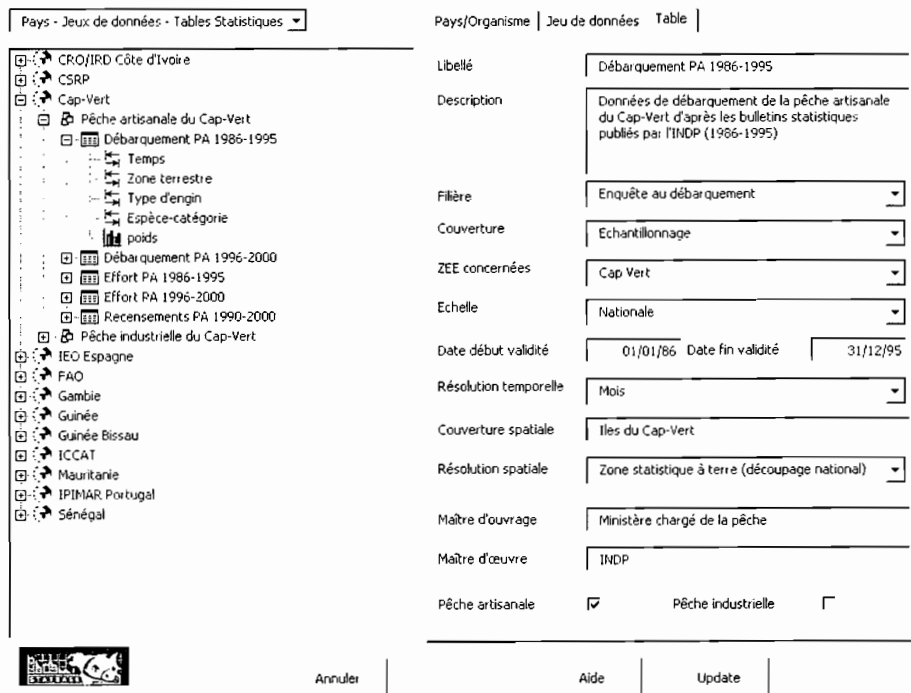 Pays - Jeux de données - Tables Statistiques
CRO/IRD Côte d'Ivoire
CSRP
Cap-Vert
Pêche artisanale du Cap-Vert
Débarquement PA 1986-1995
Temps
Zone terrestre
Type d'engin
Espèce-catégorie
poids
Débarquement PA 1996-2000
Effort PA 1986-1995
Effort PA 1996-2000
Recensements PA 1990-2000
Pêche industrielle du Cap-Vert
IEO Espagne
FAO
Gambie
Guinée
Guinée Bissau
ICCAT
Mauritanie
IPIMAR Portugal
Sénégal
Pays/Organisme Jeu de données Table
Libellé Débarquement PA 1986-1995
Description Données de débarquement de la pêche artisanale
du Cap-Vert d'après les bulletins statistiques
publiés par l'INDP (1986-1995)
Filière Enquête au débarquement
Couverture Echantillonnage
ZEE concernées Cap Vert
Echelle Nationale
Date début validité 01/01/86 Date fin validité 31/12/95
Résolution temporelle Mois
Couverture spatiale Iles du Cap-Vert
Résolution spatiale Zone statistique à terre (découpage national)
Maître d'ouvrage Ministère chargé de la pêche
Maître d'œuvre INDP
Pêche artisanale Pêche industrielle
STATBASE
Annuler Aide Update